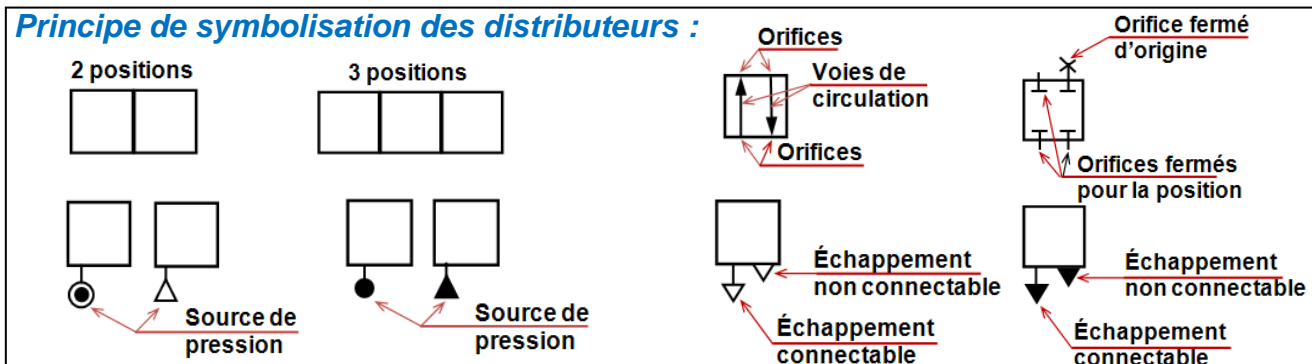 Principe de symbolisation des distributeurs :
2 positions
3 positions
Orifices
Voies de
circulation
Orifices
Orifice fermé
d'origine
Orifices fermés
pour la position
Source de
pression
Source de
pression
Échappement
non connectable
Échappement
connectable
Échappement
non connectable
Échappement
connectable